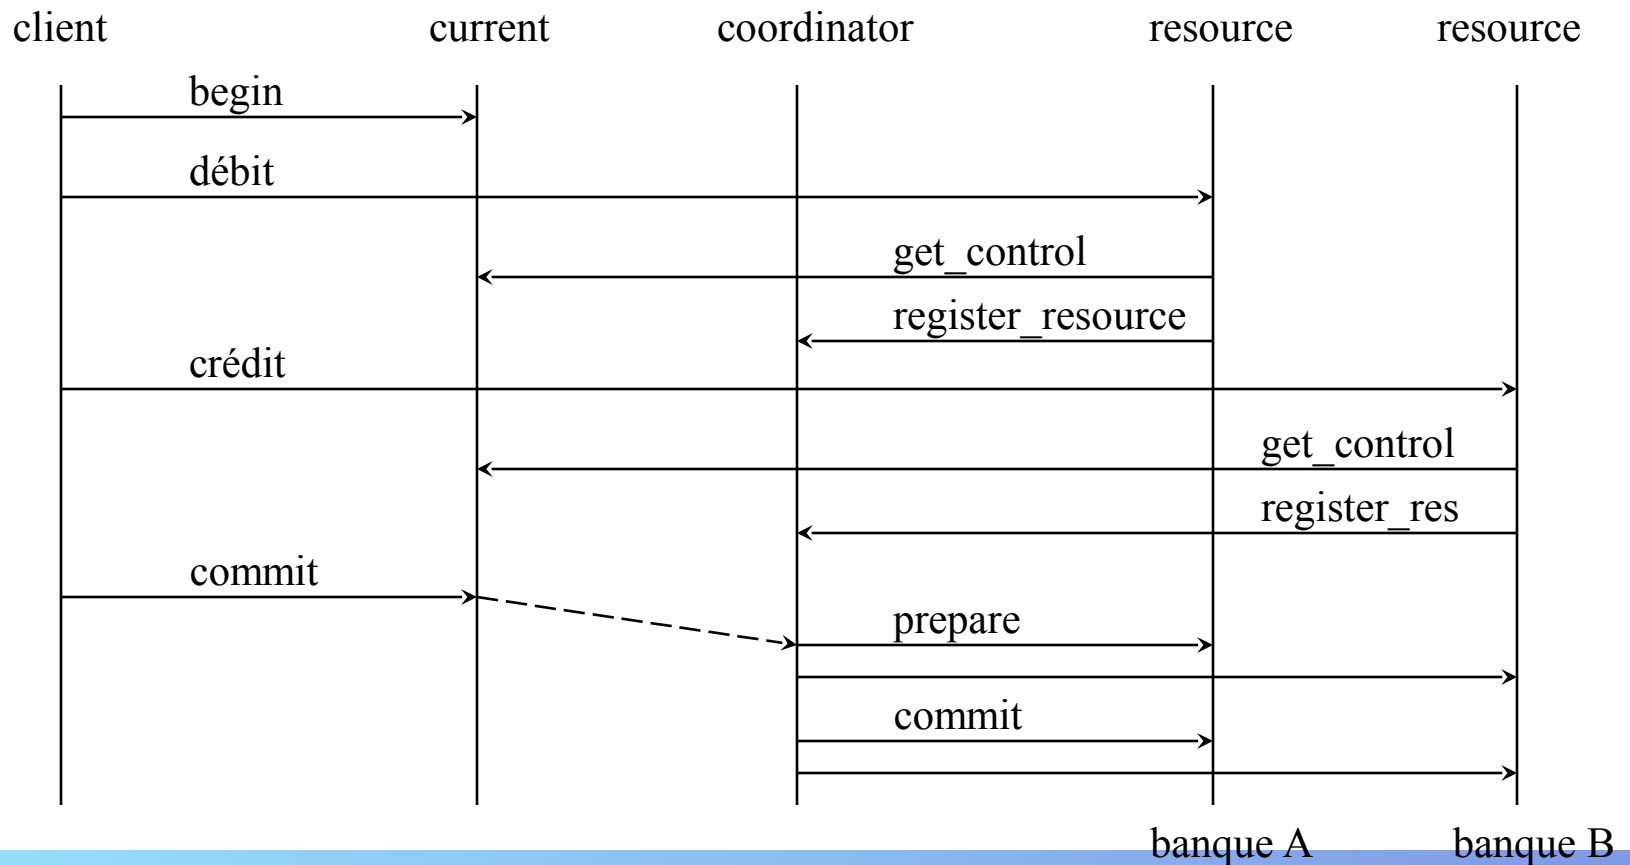 client current coordinator resource resource
begin
débit
get_control
register_resource
crédit
get_control
register_res
commit
prepare
commit
banque A banque B